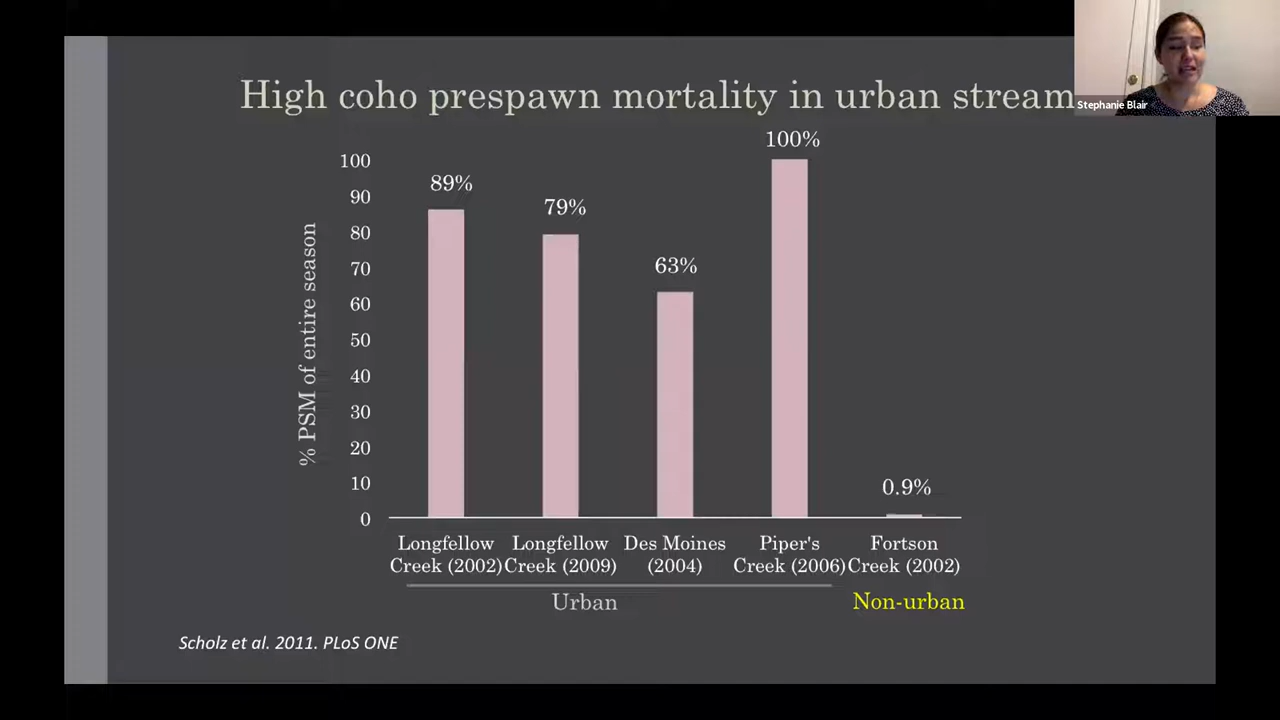 High coho prespawn mortality in urban stream
Stephanie Blair
% PSM of entire season
100
90
80
70
60
50
40
30
20
10
0
89%
79%
63%
100%
0.9%
Longfellow
Creek (2002)
Longfellow
Creek (2009)
Des Moines
(2004)
Piper's
Creek (2006)
Fortson
Creek (2002)
Urban
Non-urban
Scholz et al. 2011. PLoS ONE